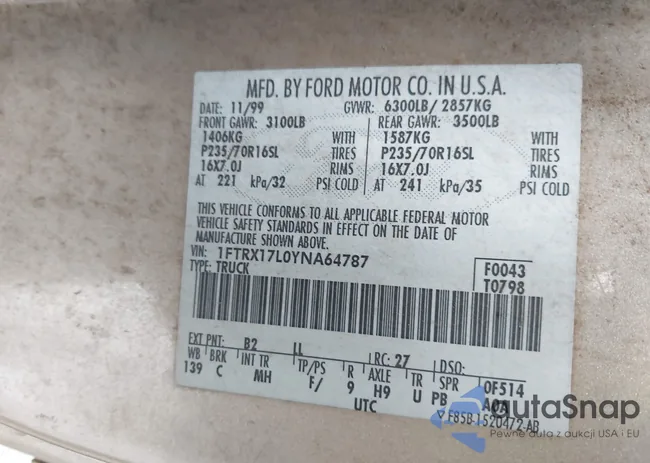 MFD. BY FORD MOTOR CO. IN U.S.A.
DATE: 11/99 GVWR: 6300LB/ 2857KG
FRONT GAWR: 3100LB REAR GAWR: 3500LB
1406KG WITH 1587KG WITH
P235/70R16SL TIRES P235/70R16SL TIRES
16X7.0J RIMS 16X7.0J RIMS
AT 221 kPa/32 PSI COLD AT 241 kPa/35 PSI COLD
THIS VEHICLE CONFORMS TO ALL APPLICABLE FEDERAL MOTOR
VEHICLE SAFETY STANDARDS IN EFFECT ON THE DATE OF
MANUFACTURE SHOWN ABOVE.
VIN: 1FTRX17L0YNA64787 F0043
TYPE: TRUCK T0798
EXT PNT: B2 LL RC: 27 DSO:
WB BRK INT TR TP/PS R AXLE TR SPR 0F514
139 C MH F/ 9 H9 U PB A0A
UTC
F85B-1520472-AB
AutaSnap
Pewne auta z aukcji USA i EU